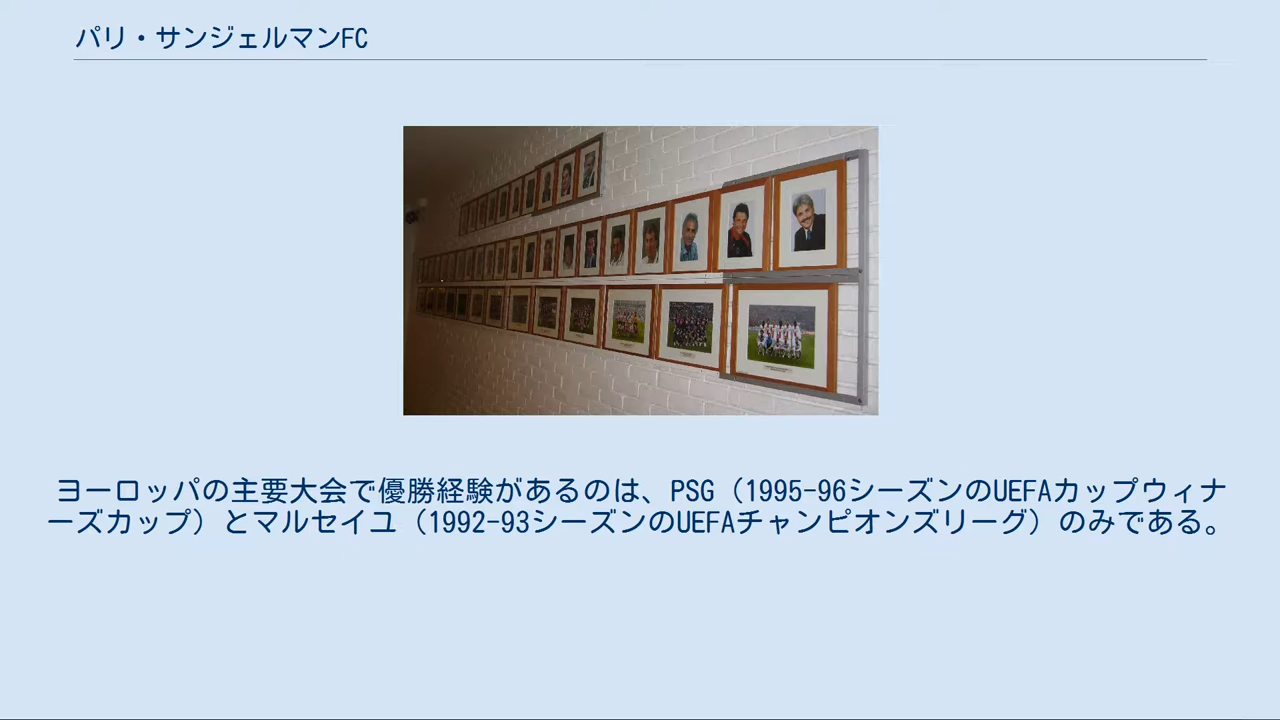 パリ・サンジェルマンFC
ヨーロッパの主要大会で優勝経験があるのは、PSG（1995-96シーズンのUEFAカップウィナ
ーズカップ）とマルセイユ（1992-93シーズンのUEFAチャンピオンズリーグ）のみである。